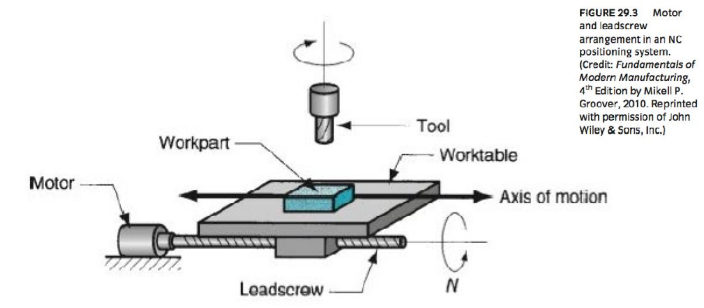 FIGURE 29.3 Motor
and leadscrew
arrangement in an NC
positioning system.
(Credit: Fundamentals of
Modern Manufacturing,
4th Edition by Mikell P.
Groover, 2010. Reprinted
with permission of John
Wiley & Sons, Inc.)
Tool
Workpart
Worktable
Motor
Axis of motion
Leadscrew
N